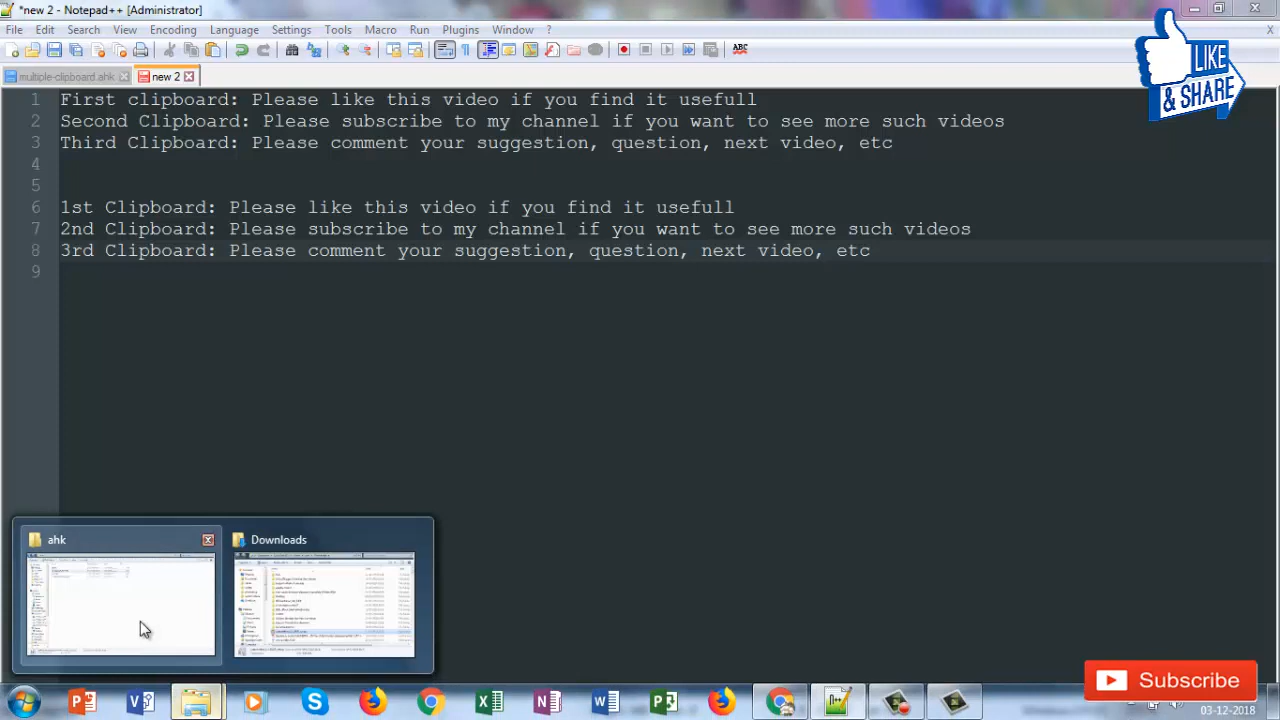 *new 2 - Notepad++ [Administrator]
File Edit Search View Encoding Language Settings Tools Macro Run Plugins Window ? X
multiple-clipboard.ahk new 2
LIKE
& SHARE
1 First clipboard: Please like this video if you find it usefull
2 Second Clipboard: Please subscribe to my channel if you want to see more such videos
3 Third Clipboard: Please comment your suggestion, question, next video, etc
4
5
6 1st Clipboard: Please like this video if you find it usefull
7 2nd Clipboard: Please subscribe to my channel if you want to see more such videos
8 3rd Clipboard: Please comment your suggestion, question, next video, etc
9
ahk Downloads
Subscribe
03-12-2018